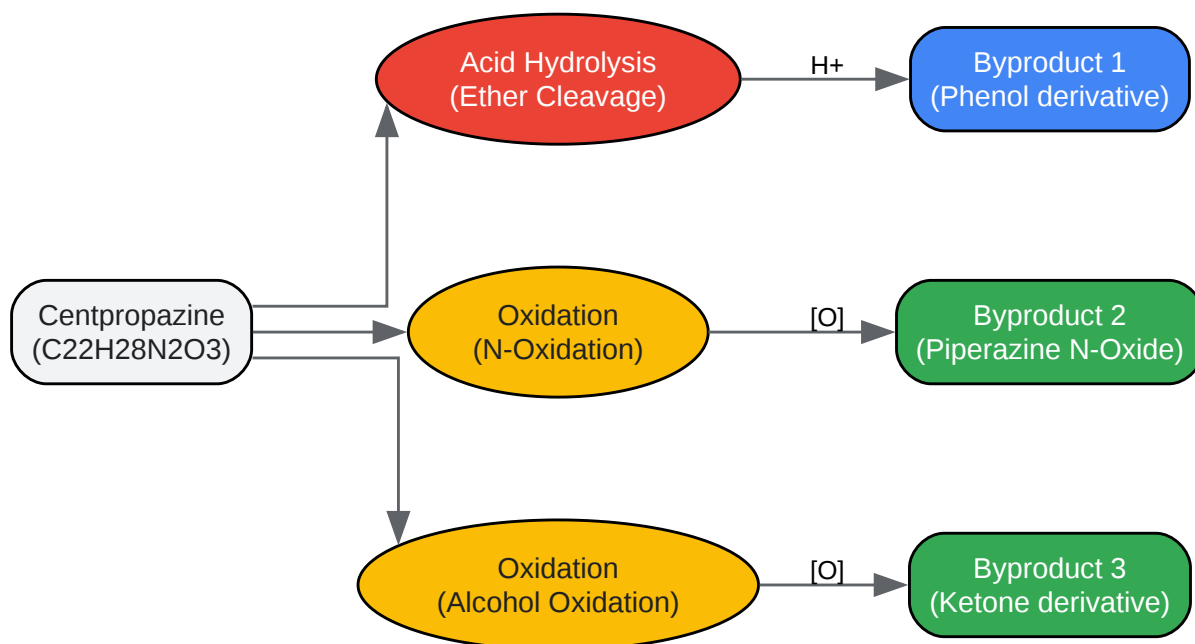 Acid Hydrolysis
(Ether Cleavage)
H+
Byproduct 1
(Phenol derivative)
Centpropazine
(C22H28N2O3)
Oxidation
(N-Oxidation)
[O]
Byproduct 2
(Piperazine N-Oxide)
Oxidation
(Alcohol Oxidation)
[O]
Byproduct 3
(Ketone derivative)